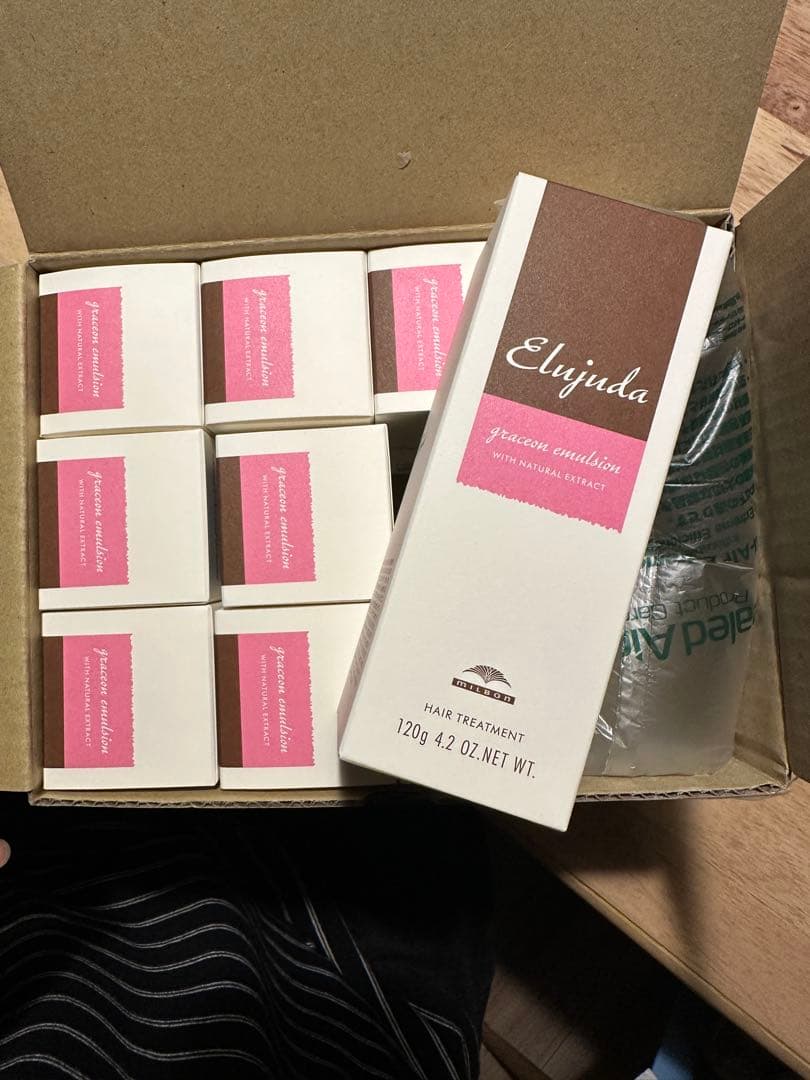 Elujuda
graceon emulsion
WITH NATURAL EXTRACT
MILBON
HAIR TREATMENT
120g 4.2 OZ.NET WT.
graceon emulsion
WITH NATURAL EXTRACT
graceon emulsion
WITH NATURAL EXTRACT
graceon emulsion
WITH NATURAL EXTRACT
graceon emulsion
WITH NATURAL EXTRACT
graceon emulsion
WITH NATURAL EXTRACT
graceon emulsion
WITH NATURAL EXTRACT
graceon emulsion
WITH NATURAL EXTRACT
Product